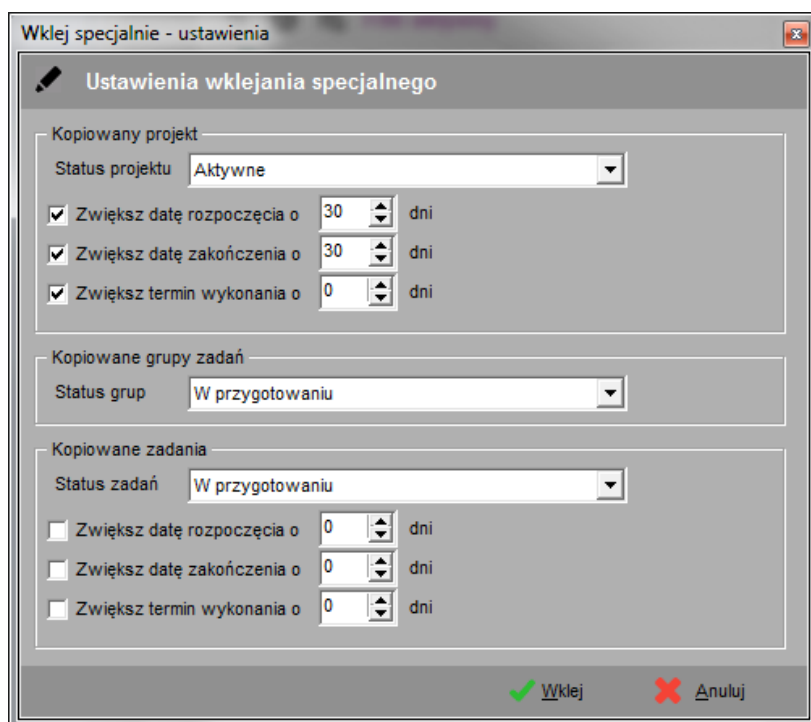 Wklej specjalnie - ustawienia
Ustawienia wklejania specjalnego
Kopiowany projekt
Status projektu Aktywne
Zwiększ datę rozpoczęcia o 30 dni
Zwiększ datę zakończenia o 30 dni
Zwiększ termin wykonania o 0 dni
Kopiowane grupy zadań
Status grup W przygotowaniu
Kopiowane zadania
Status zadań W przygotowaniu
Zwiększ datę rozpoczęcia o 0 dni
Zwiększ datę zakończenia o 0 dni
Zwiększ termin wykonania o 0 dni
Wklej Anuluj